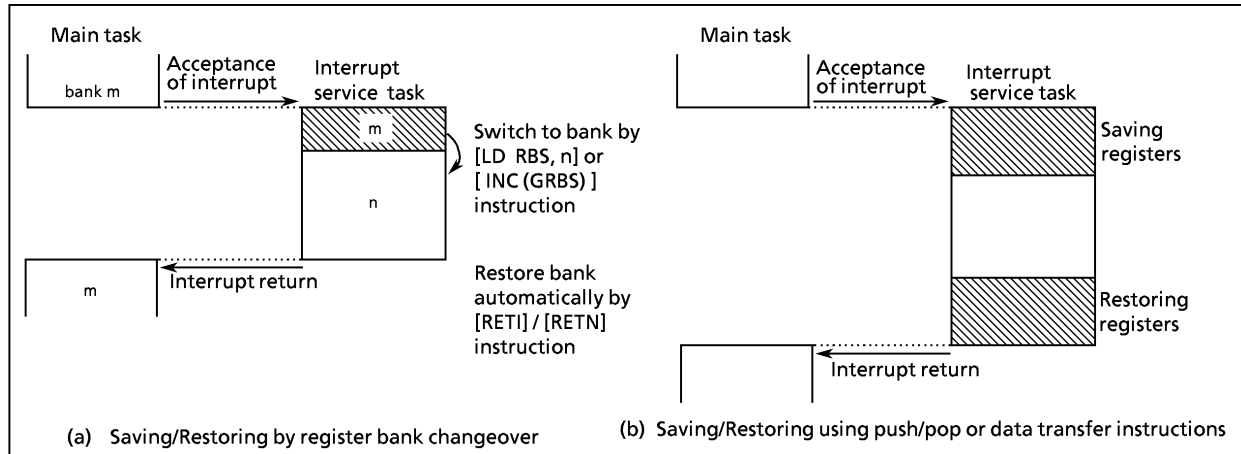 Main task
bank m
Acceptance
of interrupt
Interrupt
service task
m
n
Switch to bank by
[LD RBS, n] or
[ INC (GRBS) ]
instruction
Interrupt return
m
Restore bank
automatically by
[RETI] / [RETN]
instruction
(a) Saving/Restoring by register bank changeover
Main task
Acceptance
of interrupt
Interrupt
service task
Saving
registers
Restoring
registers
Interrupt return
(b) Saving/Restoring using push/pop or data transfer instructions